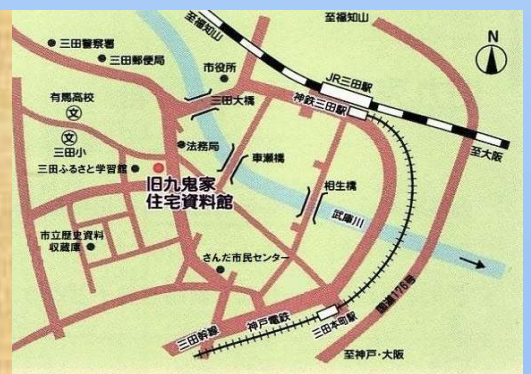 至福知山
至福知山
N
三田警察署
三田郵便局
市役所
JR三田駅
有馬高校
文
三田大橋
神鉄三田駅
文
三田小
法務局
至大阪
三田ふるさと学習館
車瀬橋
旧九鬼家
住宅資料館
相生橋
武庫川
市立歴史資料
収蔵庫
さんだ市民センター
国道176号
三田幹線
神戸電鉄
三田本町駅
至神戸・大阪